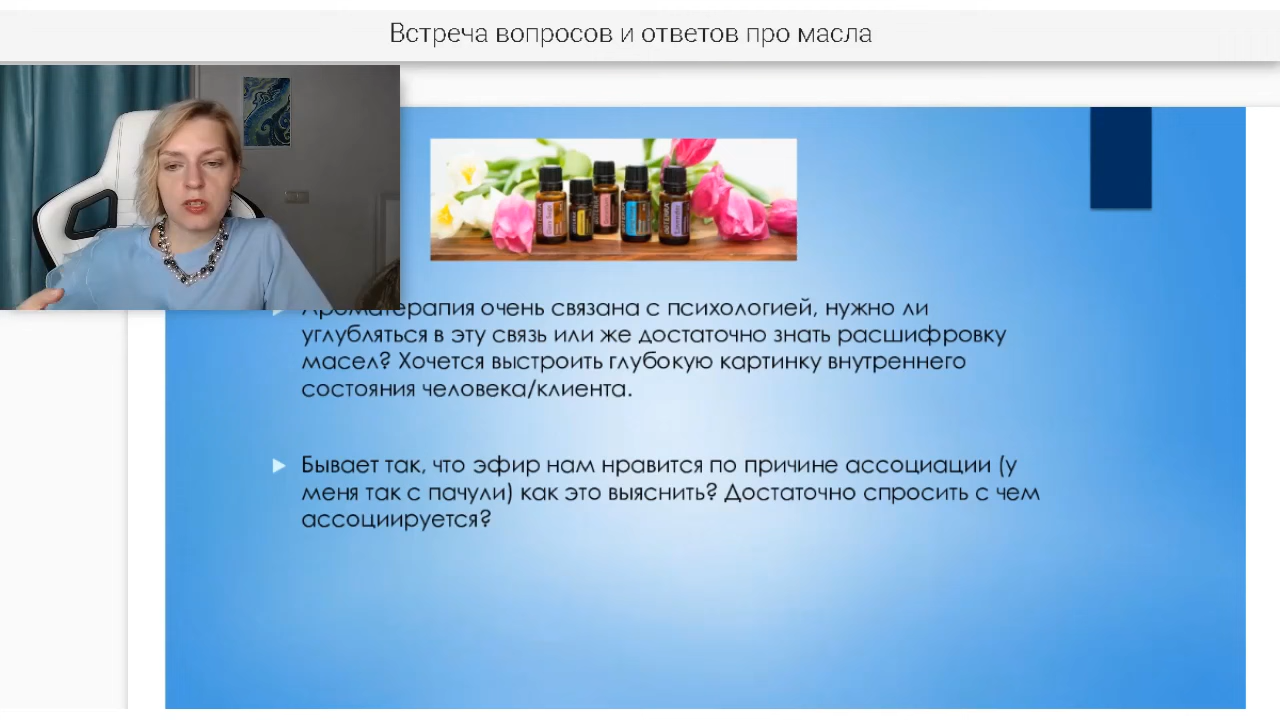 Встреча вопросов и ответов про масла
Ароматерапия очень связана с психологией, нужно ли
углубляться в эту связь или же достаточно знать расшифровку
масел? Хочется выстроить глубокую картинку внутреннего
состояния человека/клиента.
Бывает так, что эфир нам нравится по причине ассоциации (у
меня так с пачули) как это выяснить? Достаточно спросить с чем
ассоциируется?